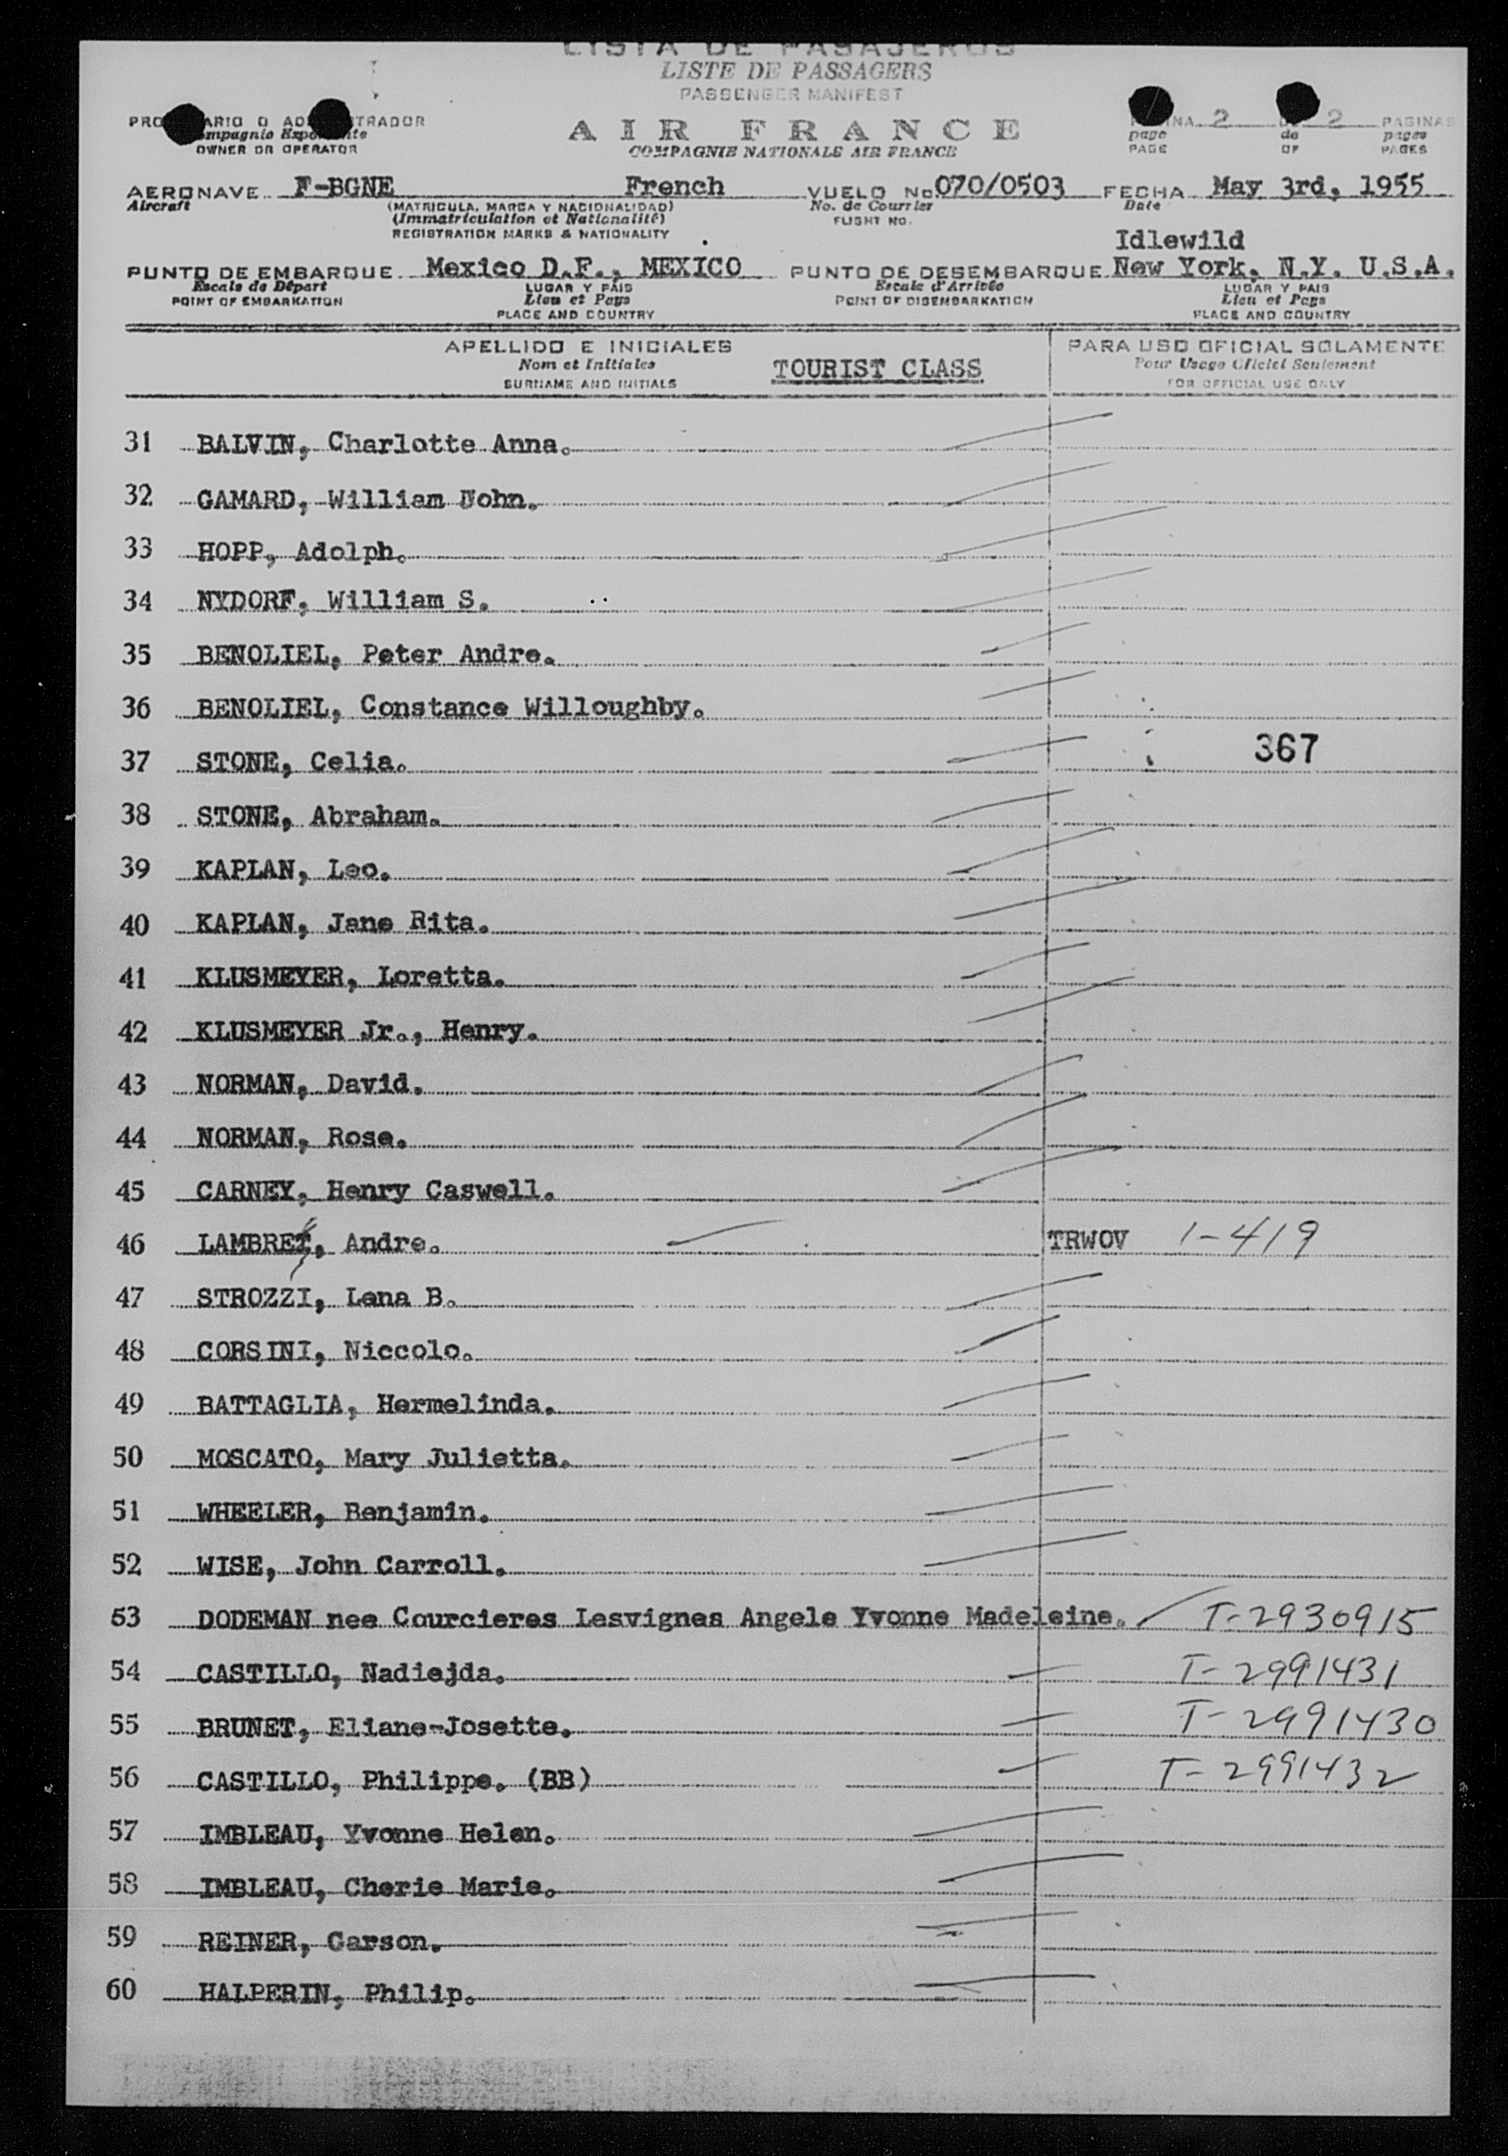 LISTA DE PASAJEROS
LISTE DE PASSAGERS
PASSENGER MANIFEST
AIR FRANCE
COMPAGNIE NATIONALE AIR FRANCE
OWNER OR OPERATOR
2 de 2 PAGINAS
page de pages
PAGE OF PAGES
AERONAVE F-BGNE French VUELO No. 070/0503 FECHA May 3rd, 1955
Aircraft (MATRICULA, MARCA Y NACIONALIDAD) No. de Courrier Date
(Immatriculation et Nationalité) FLIGHT NO.
REGISTRATION MARKS & NATIONALITY
Idlewild
PUNTO DE EMBARQUE Mexico D.F., MEXICO PUNTO DE DESEMBARQUE New York, N.Y. U.S.A.
Escale de Départ LUGAR Y PAIS Escale d'Arrivée LUGAR Y PAIS
POINT OF EMBARKATION Lieu et Pays POINT OF DISEMBARKATION Lieu et Pays
PLACE AND COUNTRY PLACE AND COUNTRY
APELLIDO E INICIALES PARA USO OFICIAL SOLAMENTE
Nom et Initiales TOURIST CLASS Pour Usage Officiel Seulement
SURNAME AND INITIALS FOR OFFICIAL USE ONLY
31 BALVIN, Charlotte Anna.
32 GAMARD, William John.
33 HOPP, Adolph.
34 NYDORF, William S.
35 BENOLIEL, Peter Andre.
36 BENOLIEL, Constance Willoughby.
37 STONE, Celia. 367
38 STONE, Abraham.
39 KAPLAN, Leo.
40 KAPLAN, Jane Rita.
41 KLUSMEYER, Loretta.
42 KLUSMEYER Jr., Henry.
43 NORMAN, David.
44 NORMAN, Rose.
45 CARNEY, Henry Caswell.
46 LAMBRET, Andre. TRWOV 1-419
47 STROZZI, Lena B.
48 CORSINI, Niccolo.
49 BATTAGLIA, Hermelinda.
50 MOSCATO, Mary Julietta.
51 WHEELER, Benjamin.
52 WISE, John Carroll.
53 DODEMAN nee Courcieres Lesvignes Angele Yvonne Madeleine. T-2930915
54 CASTILLO, Nadiejda. T-2991431
55 BRUNET, Eliane-Josette. T-2991430
56 CASTILLO, Philippe. (BB) T-2991432
57 IMBLEAU, Yvonne Helen.
58 IMBLEAU, Cherie Marie.
59 REINER, Carson.
60 HALPERIN, Philip.